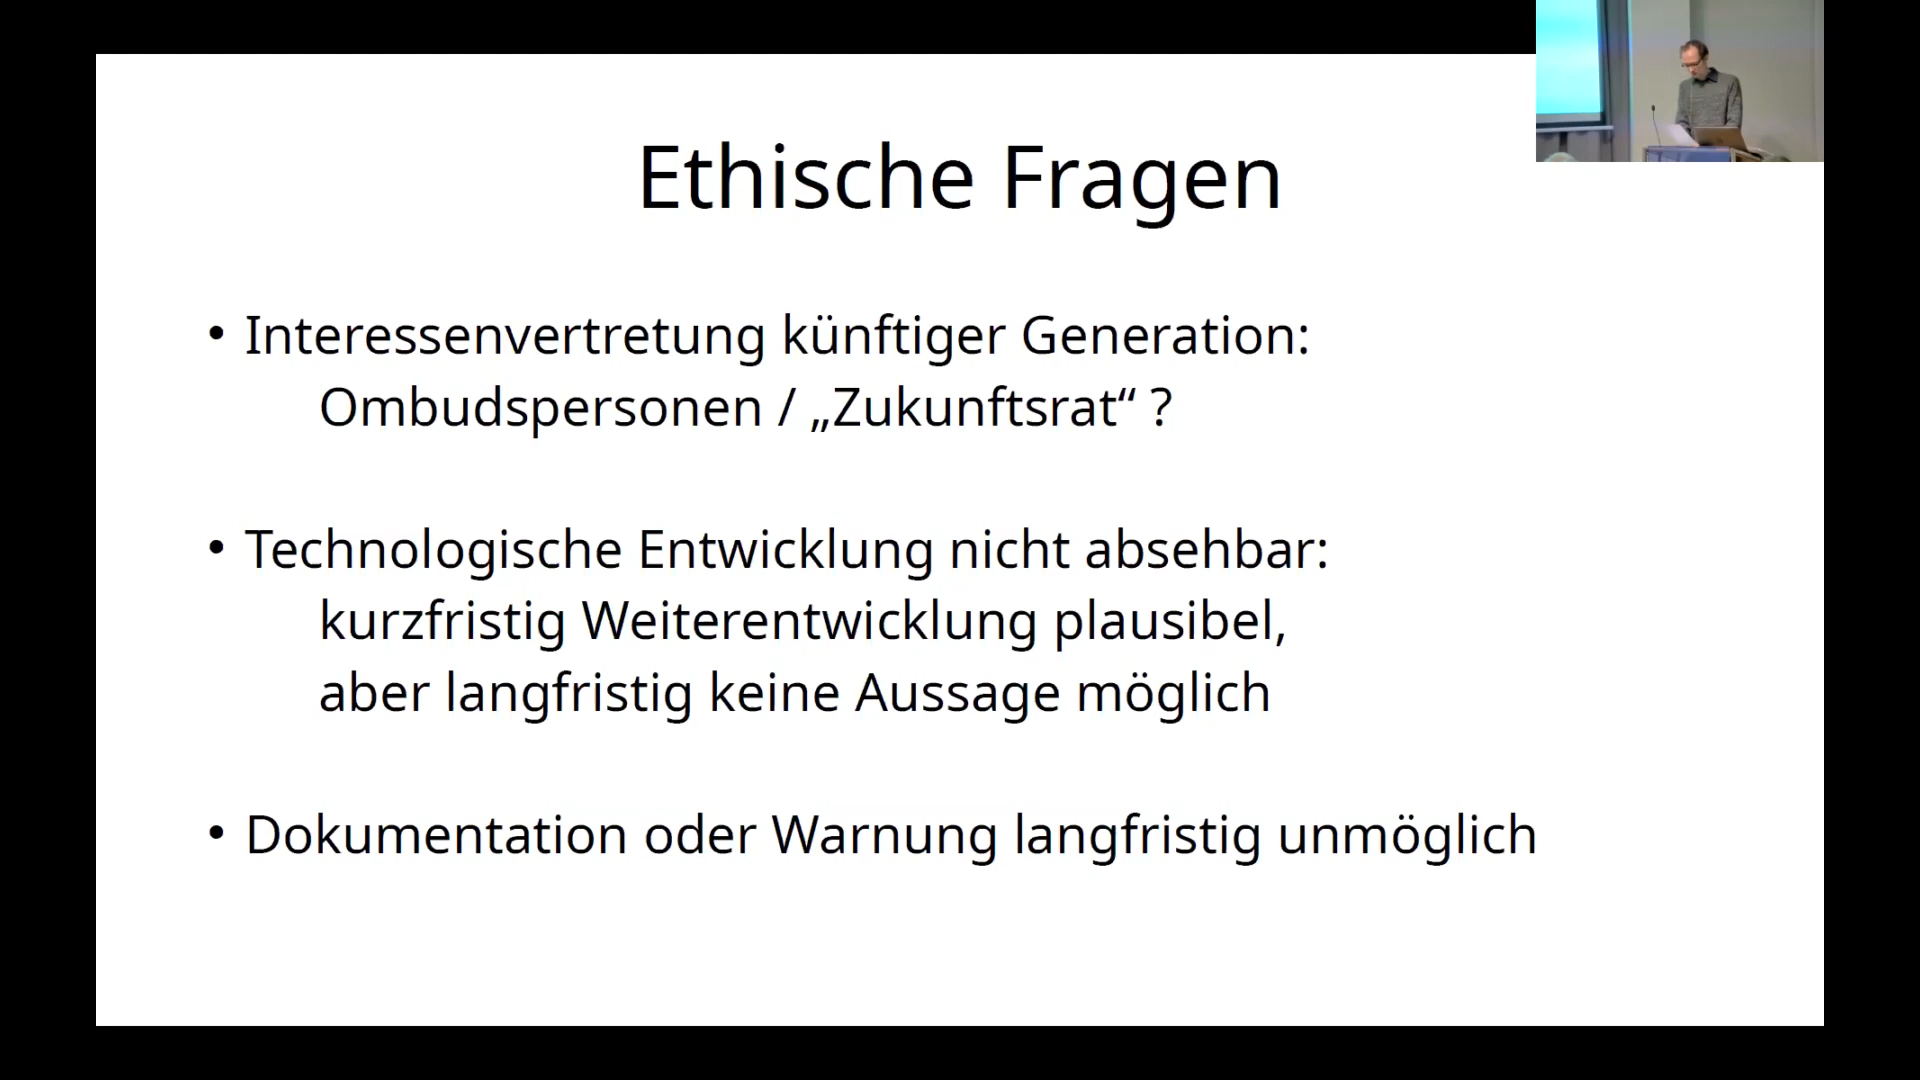 Ethische Fragen
• Interessenvertretung künftiger Generation:
Ombudspersonen / „Zukunftsrat“ ?
• Technologische Entwicklung nicht absehbar:
kurzfristig Weiterentwicklung plausibel,
aber langfristig keine Aussage möglich
• Dokumentation oder Warnung langfristig unmöglich